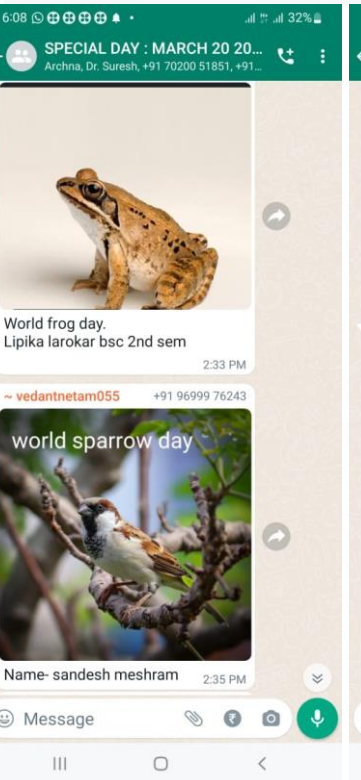 6:08
32%
SPECIAL DAY : MARCH 20 20...
Archna, Dr. Suresh, +91 70200 51851, +91...
World frog day.
Lipika larokar bsc 2nd sem
2:33 PM
~ vedantnetam055 +91 96999 76243
world sparrow day
Name- sandesh meshram 2:35 PM
Message
₹